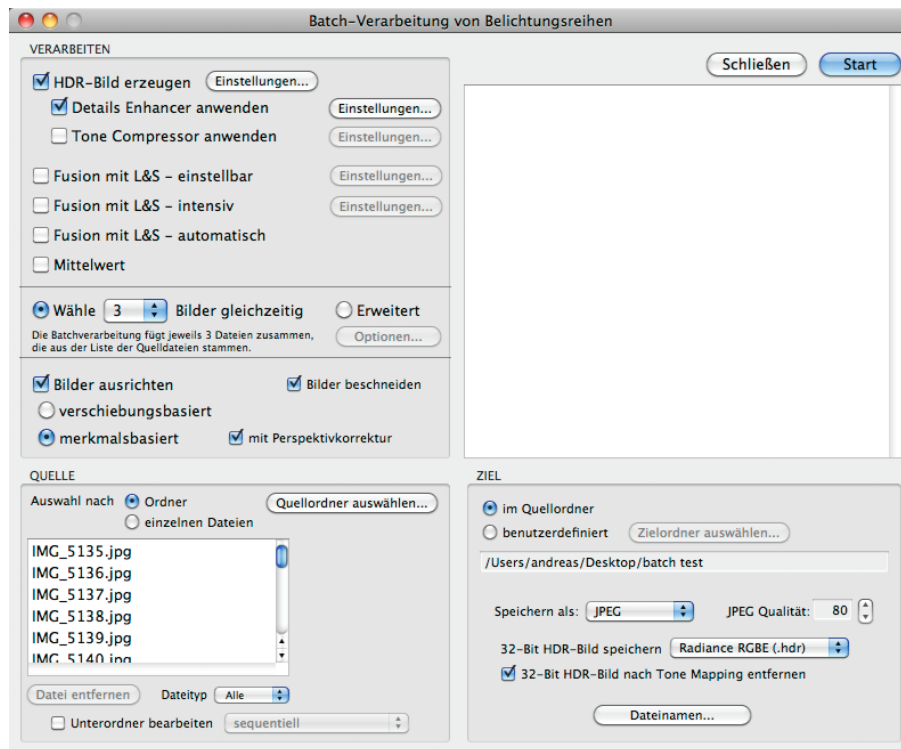 Batch-Verarbeitung von Belichtungsreihen
VERARBEITEN
HDR-Bild erzeugen Einstellungen...
Details Enhancer anwenden Einstellungen...
Tone Compressor anwenden Einstellungen...
Fusion mit L&S - einstellbar Einstellungen...
Fusion mit L&S - intensiv Einstellungen...
Fusion mit L&S - automatisch
Mittelwert
Wähle 3 Bilder gleichzeitig Erweitert
Die Batchverarbeitung fügt jeweils 3 Dateien zusammen,
die aus der Liste der Quelldateien stammen.
Optionen...
Bilder ausrichten Bilder beschneiden
verschiebungsbasiert
merkmalsbasiert mit Perspektivkorrektur
Schließen Start
QUELLE
Auswahl nach Ordner Quellordner auswählen...
einzelnen Dateien
IMG_5135.jpg
IMG_5136.jpg
IMG_5137.jpg
IMG_5138.jpg
IMG_5139.jpg
IMG_5140.jpg
Datei entfernen Dateityp Alle
Unterordner bearbeiten sequentiell
ZIEL
im Quellordner
benutzerdefiniert Zielordner auswählen...
/Users/andreas/Desktop/batch test
Speichern als: JPEG JPEG Qualität: 80
32-Bit HDR-Bild speichern Radiance RGBE (.hdr)
32-Bit HDR-Bild nach Tone Mapping entfernen
Dateinamen...